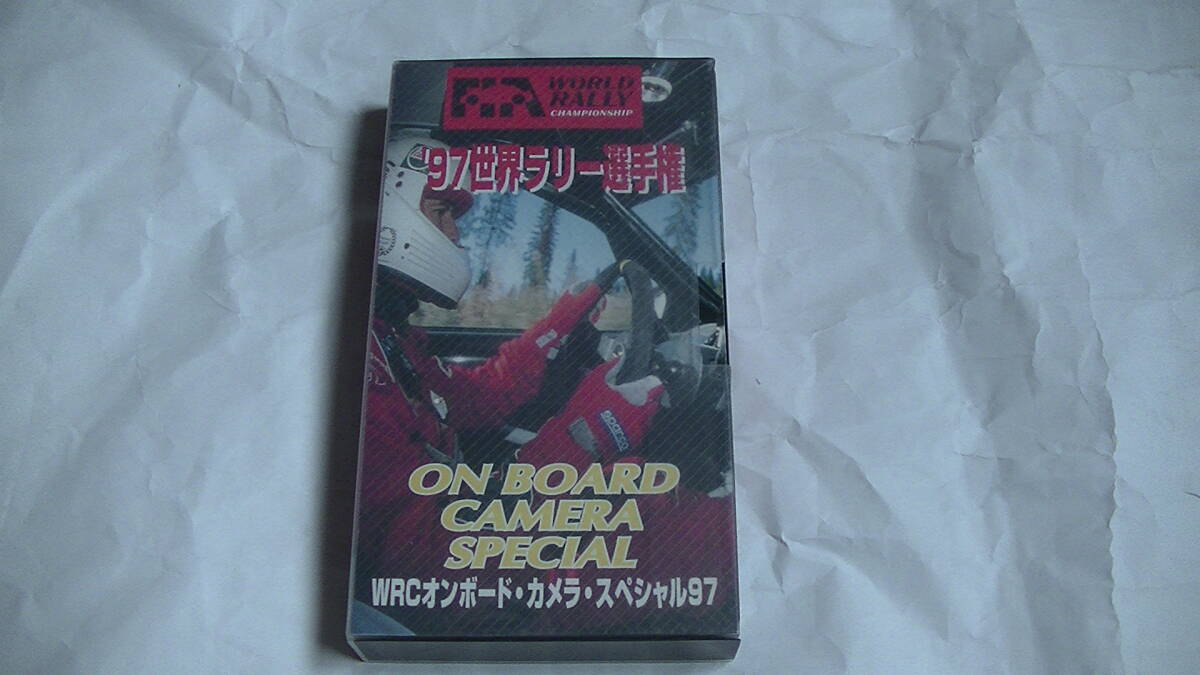 FIA WORLD
RALLY
CHAMPIONSHIP
'97世界ラリー選手権
sparco
ON BOARD
CAMERA
SPECIAL
WRCオンボード・カメラ・スペシャル97